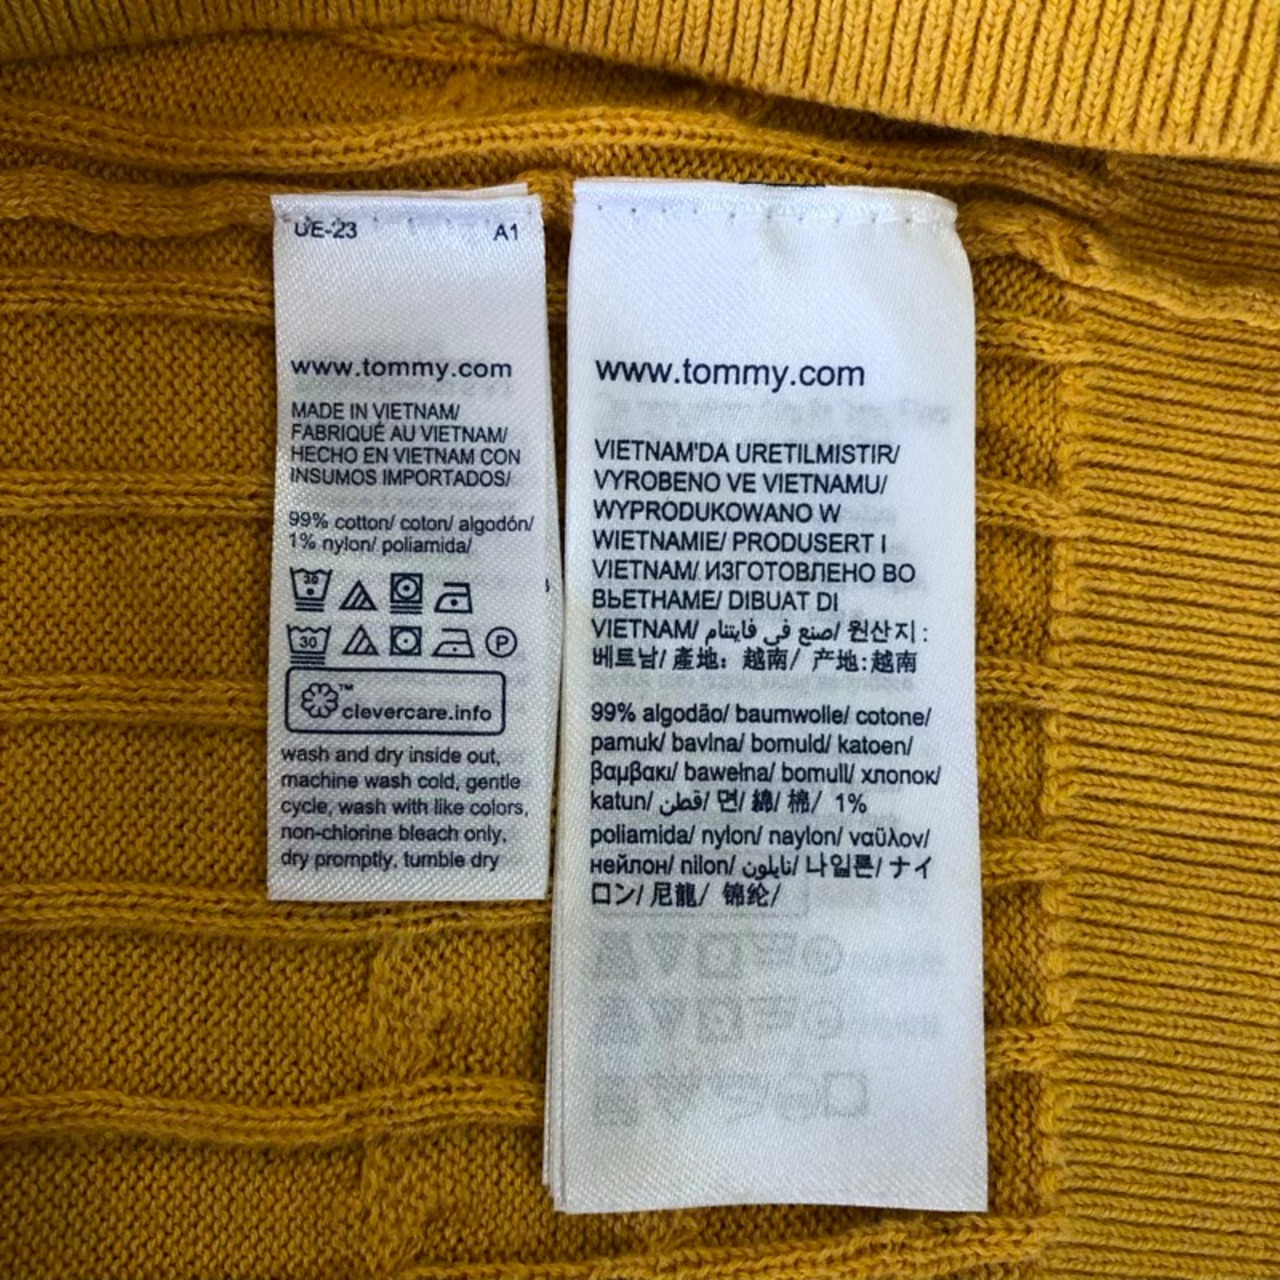 UE-23 A1
www.tommy.com
MADE IN VIETNAM/
FABRIQUÉ AU VIETNAM/
HECHO EN VIETNAM CON
INSUMOS IMPORTADOS/
99% cotton/ coton/ algodón/
1% nylon/ poliamida/
30
30 P
™
clevercare.info
wash and dry inside out,
machine wash cold, gentle
cycle, wash with like colors,
non-chlorine bleach only,
dry promptly, tumble dry
www.tommy.com
VIETNAM'DA URETILMISTIR/
VYROBENO VE VIETNAMU/
WYPRODUKOWANO W
WIETNAMIE/ PRODUSERT I
VIETNAM/ ИЗГОТОВЛЕНО ВО
ВЬЕТНАМЕ/ DIBUAT DI
VIETNAM/ صنع في فايتنام/ 원산지 :
베트남/ 產地: 越南/ 产地:越南
99% algodão/ baumwolle/ cotone/
pamuk/ bavlna/ bomuld/ katoen/
βαμβακι/ bawełna/ bomull/ хлопок/
katun/ قطن/ 면/ 綿/ 棉/ 1%
poliamida/ nylon/ naylon/ ναϋλον/
нейлон/ nilon/ نايلون/ 나일론/ ナイ
ロン/ 尼龍/ 锦纶/